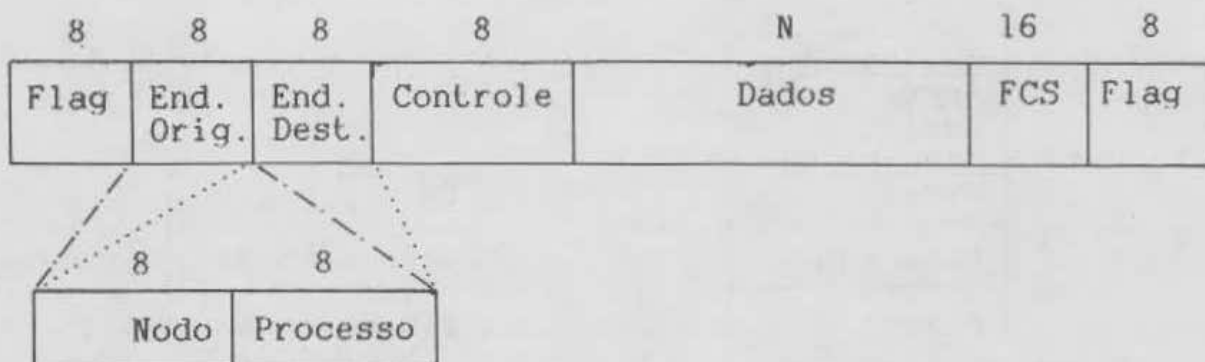 8 8 8 8 N 16 8
Flag End. End. Controle Dados FCS Flag
Orig. Dest.
8 8
Nodo Processo